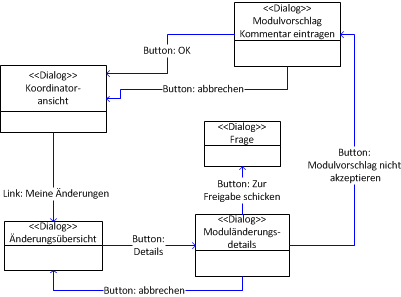 <<Dialog>>
Modulvorschlag
Kommentar eintragen
Button: OK
<<Dialog>>
Koordinator-
ansicht
Button: abbrechen
<<Dialog>>
Frage
Button:
Modulvorschlag nicht
akzeptieren
Button: Zur
Freigabe schicken
Link: Meine Änderungen
<<Dialog>>
Änderungsübersicht
Button:
Details
<<Dialog>>
Moduländerungs-
details
Button: abbrechen